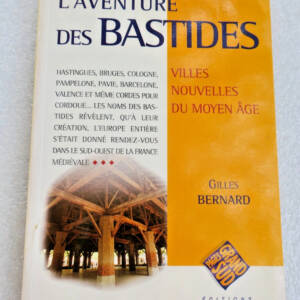 L'AVENTURE
DES BASTIDES
HASTINGUES, BRUGES, COLOGNE,
PAMPELONE, PAVIE, BARCELONE,
VALENCE ET MÊME CORDES POUR
CORDOUE... LES NOMS DES BAS-
TIDES RÉVÈLENT, QU'À LEUR
CRÉATION, L'EUROPE ENTIÈRE
S'ÉTAIT DONNÉ RENDEZ-VOUS
DANS LE SUD-OUEST DE LA FRANCE
MÉDIÉVALE
VILLES
NOUVELLES
DU MOYEN ÂGE
GILLES
BERNARD
GRAND
SUD
ÉDITIONS